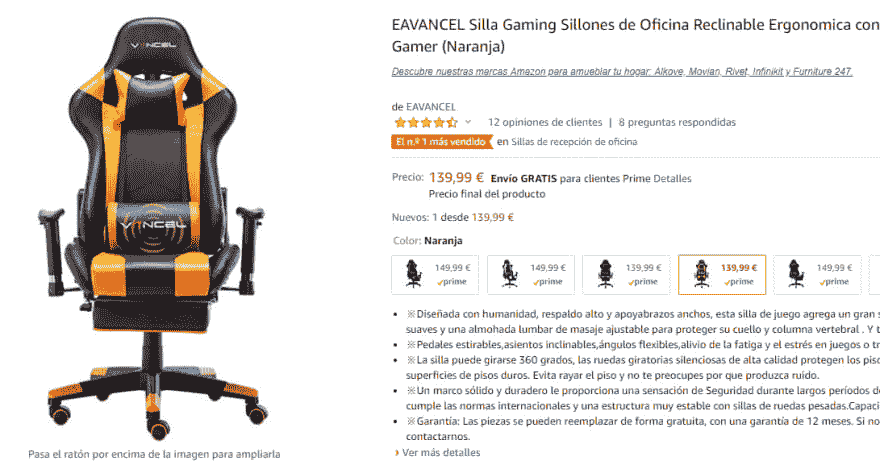 VANCEL
VANCEL
Pasa el ratón por encima de la imagen para ampliarla
EAVANCEL Silla Gaming Sillones de Oficina Reclinable Ergonomica con
Gamer (Naranja)
Descubre nuestras marcas Amazon para amueblar tu hogar: Alkove, Movian, Rivet, Infinikit y Furniture 247.
de EAVANCEL
12 opiniones de clientes | 8 preguntas respondidas
El n.º 1 más vendido en Sillas de recepción de oficina
Precio: 139,99 € Envío GRATIS para clientes Prime Detalles
Precio final del producto
Nuevos: 1 desde 139,99 €
Color: Naranja
149,99 € 149,99 € 139,99 € 139,99 € 149,99 €
prime prime prime prime prime
• ※Diseñada con humanidad, respaldo alto y apoyabrazos anchos, esta silla de juego agrega un gran
suaves y una almohada lumbar de masaje ajustable para proteger su cuello y columna vertebral . Y t
• ※Pedales estirables,asientos inclinables,ángulos flexibles,alivio de la fatiga y el estrés en juegos o tr
• ※La silla puede girarse 360 grados, las ruedas giratorias silenciosas de alta calidad protegen los piso
superficies de pisos duros. Evita rayar el piso y no te preocupes por que produzca ruido.
• ※Un marco sólido y duradero le proporciona una sensación de Seguridad durante largos períodos d
cumple las normas internacionales y una estructura muy estable con sillas de ruedas pesadas.Capaci
• ※Garantía: Las piezas se pueden reemplazar de forma gratuita, con una garantía de 12 meses. Si no
contactarnos.
› Ver más detalles